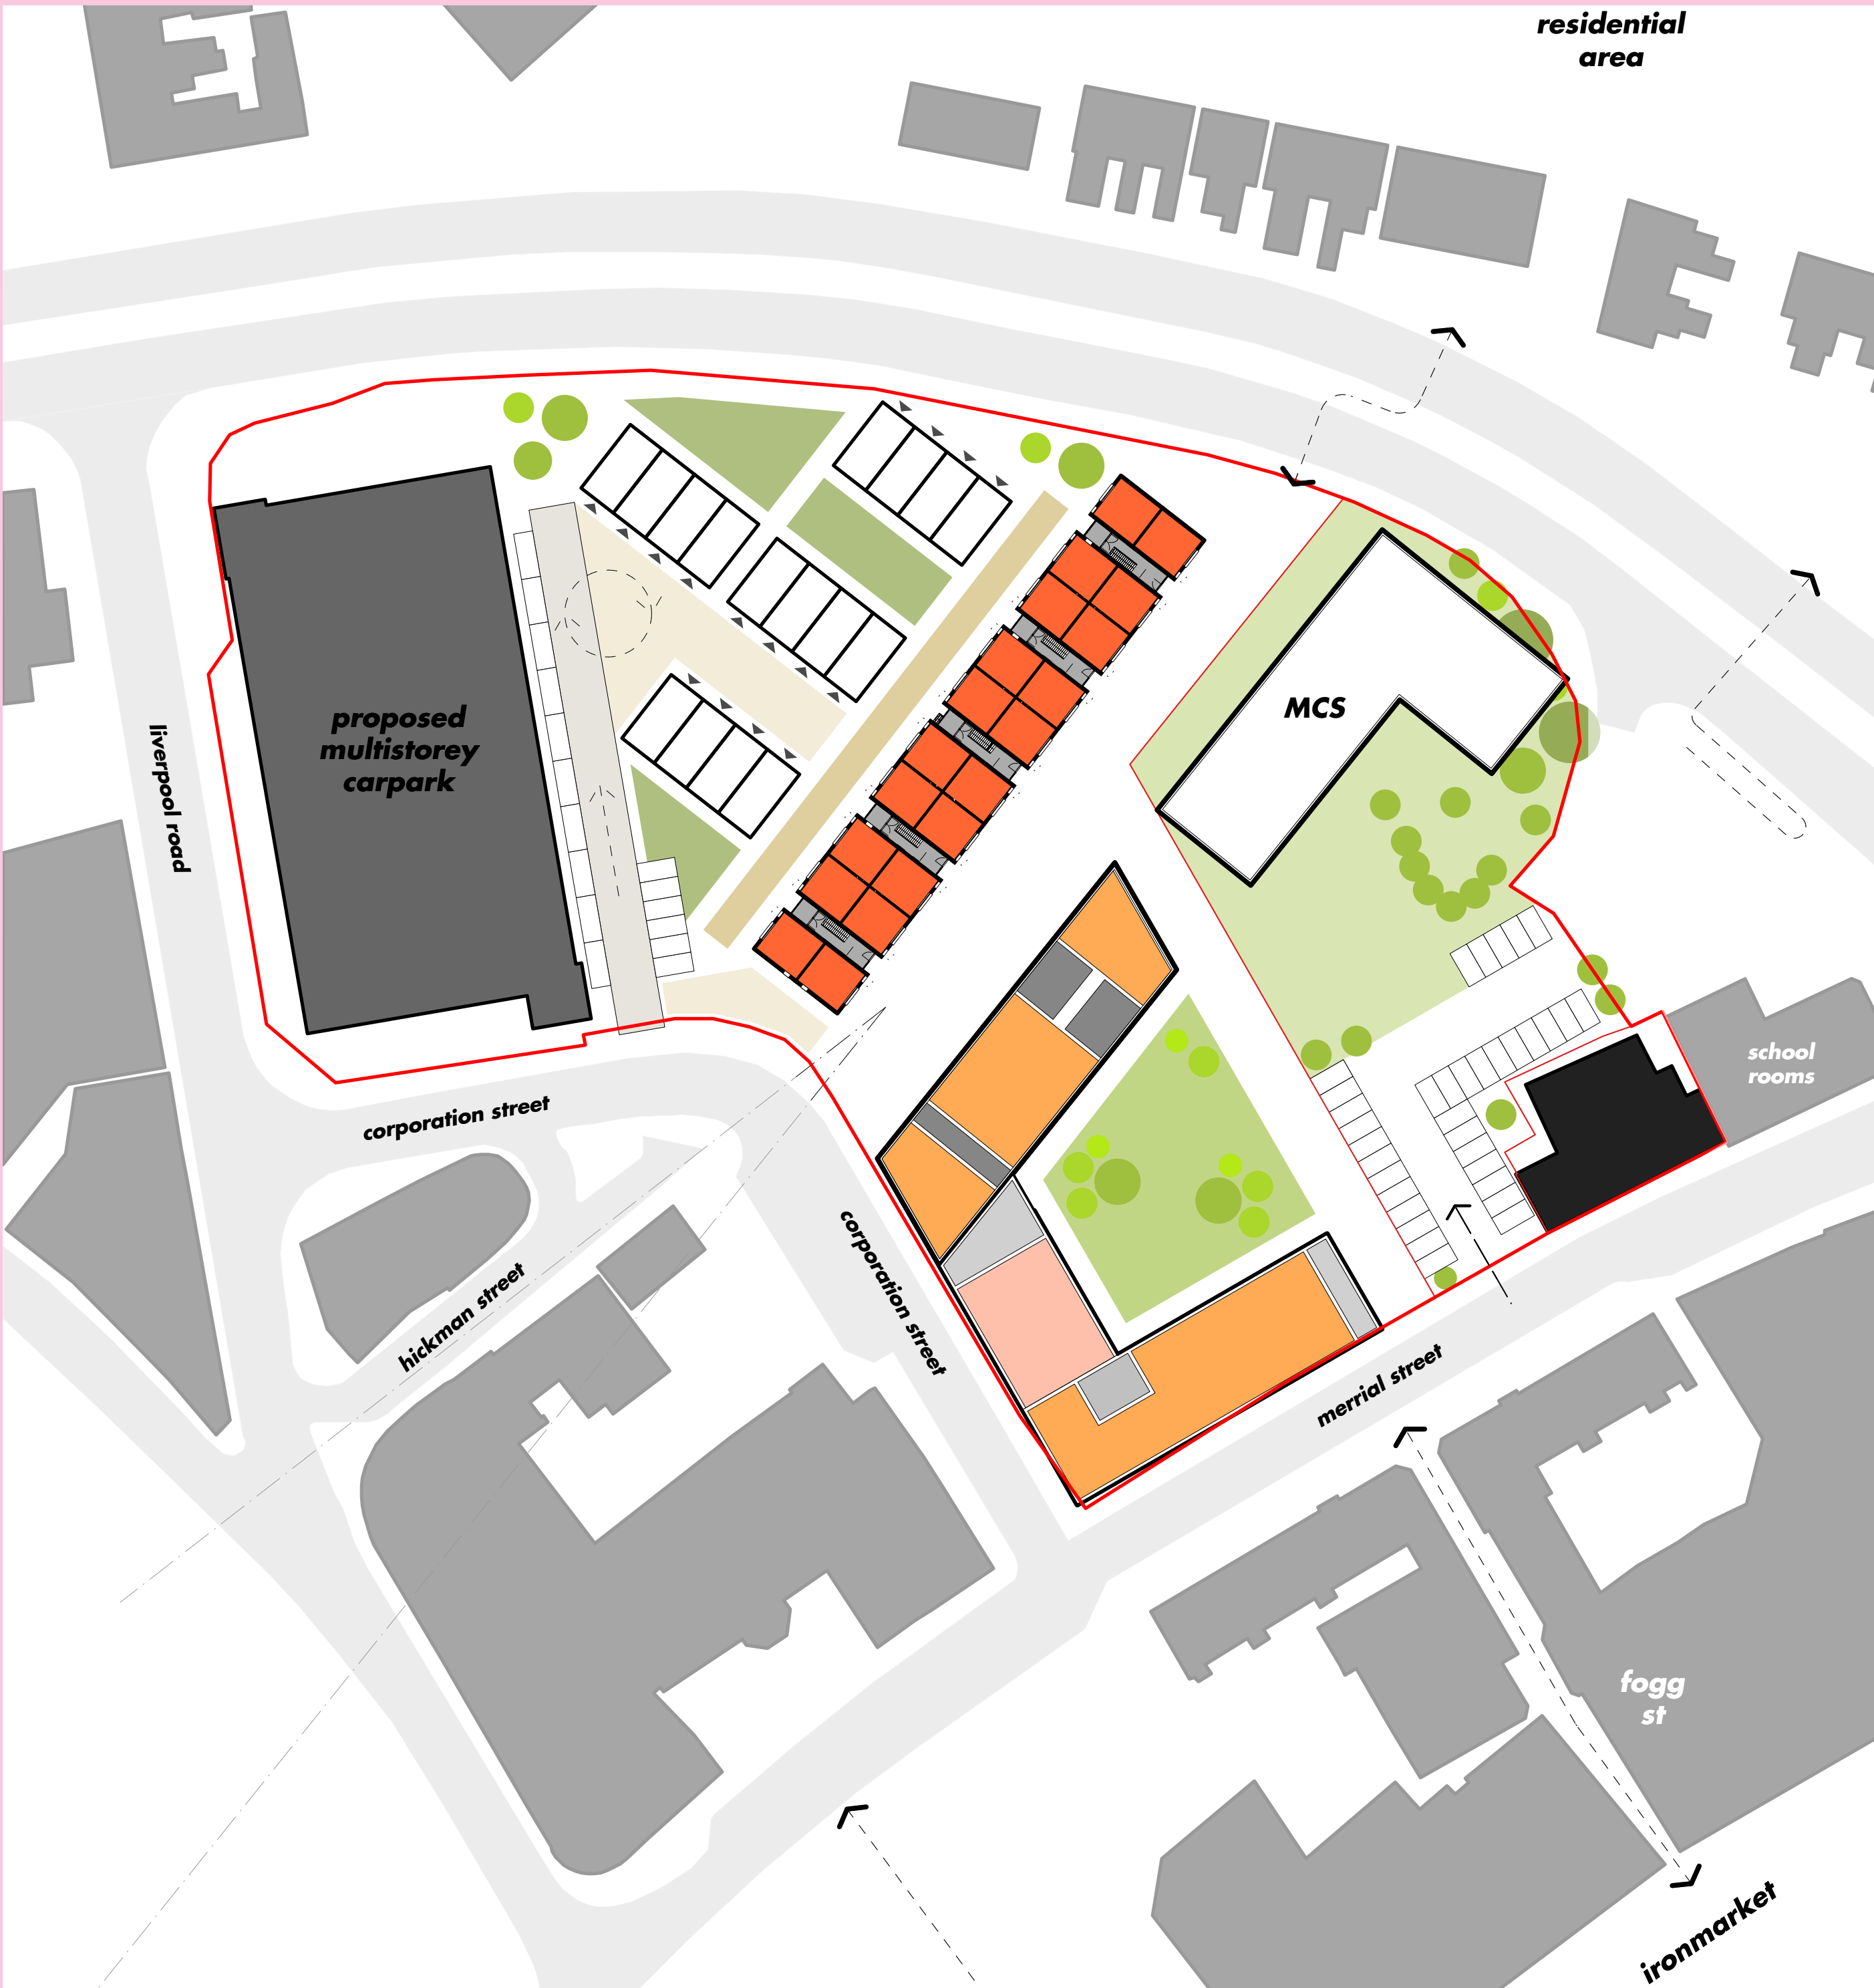 residential
area
MCS
proposed
multistorey
carpark
liverpool road
school
rooms
corporation street
corporation street
hickman street
merrial street
fogg
st
ironmarket